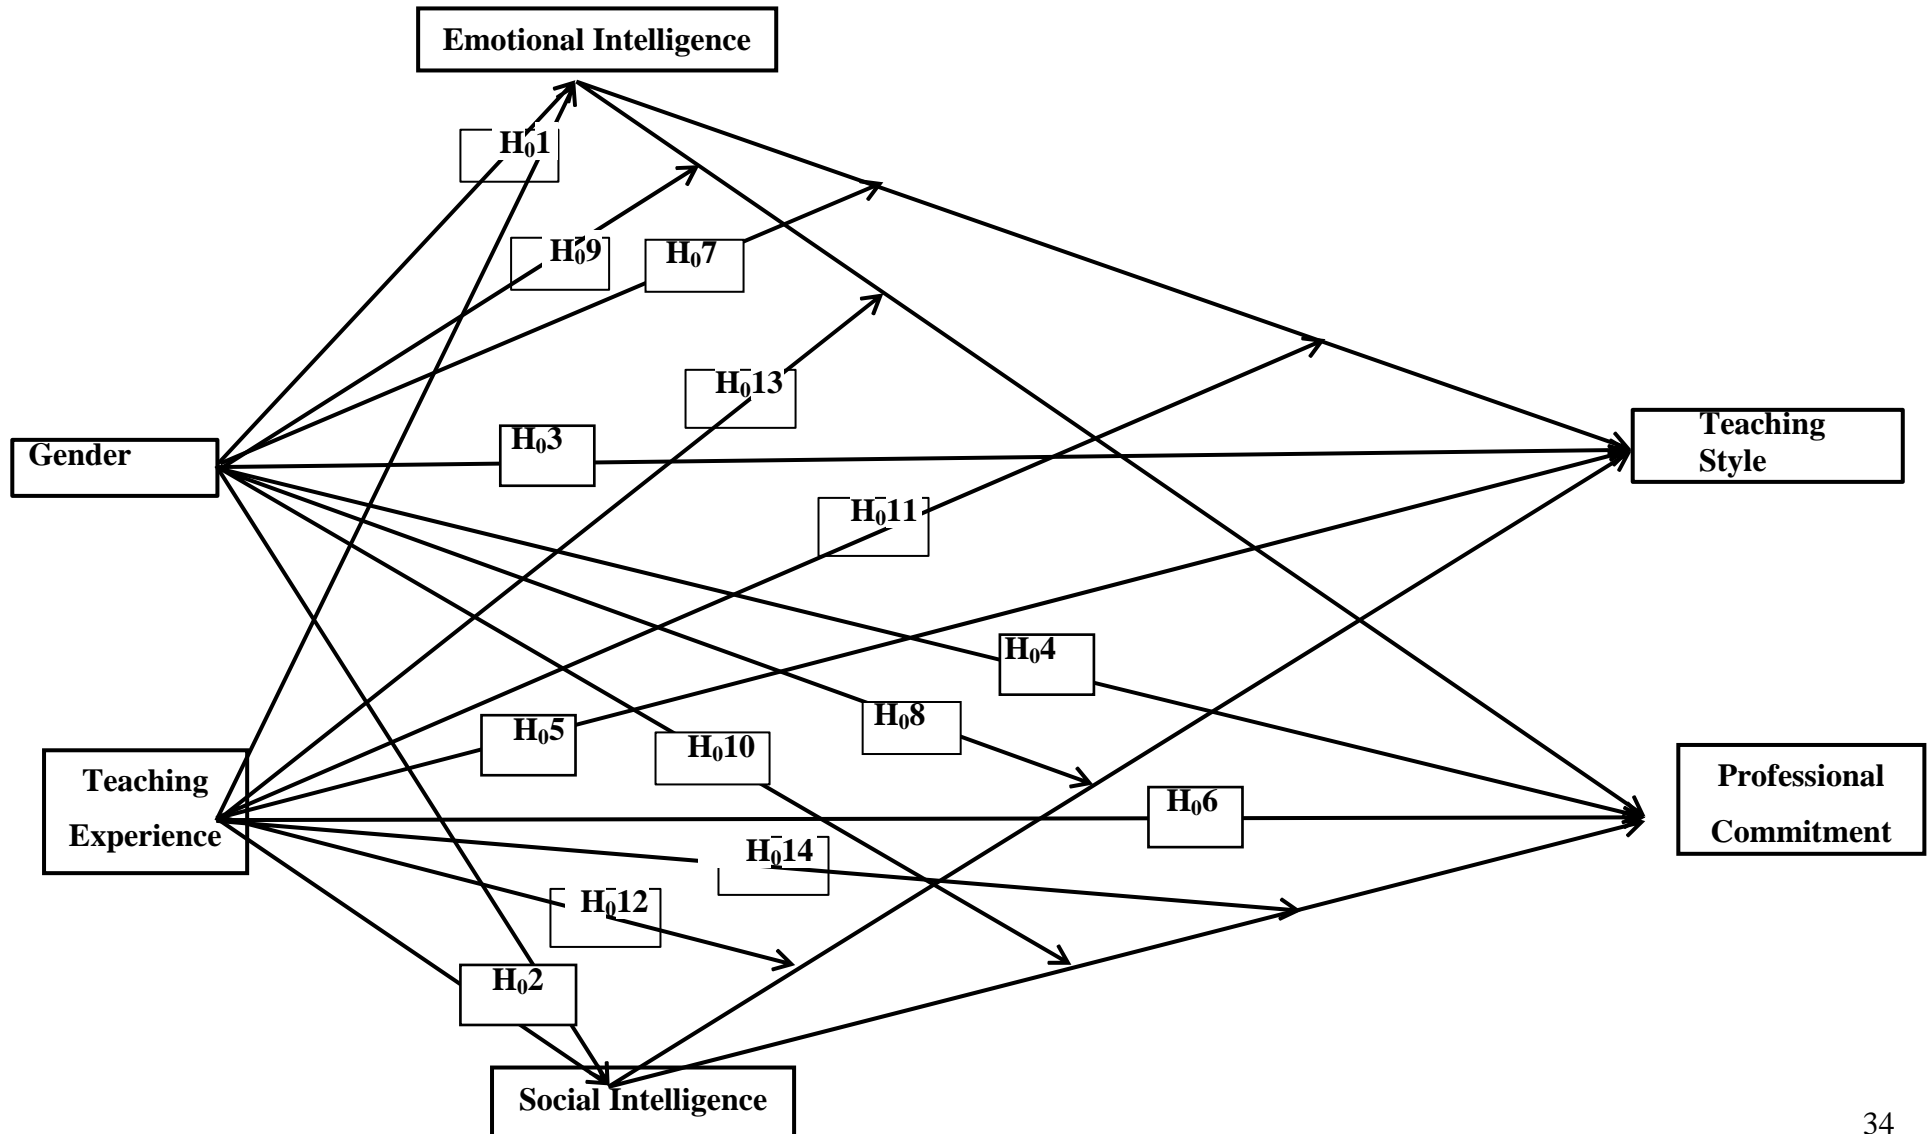 Emotional Intelligence
H₀1
H₀9
H₀7
H₀13
H₀3
Gender
Teaching
Style
H₀11
H₀4
H₀5
H₀8
H₀10
Teaching
Experience
Professional
Commitment
H₀6
H₀14
H₀12
H₀2
Social Intelligence
34